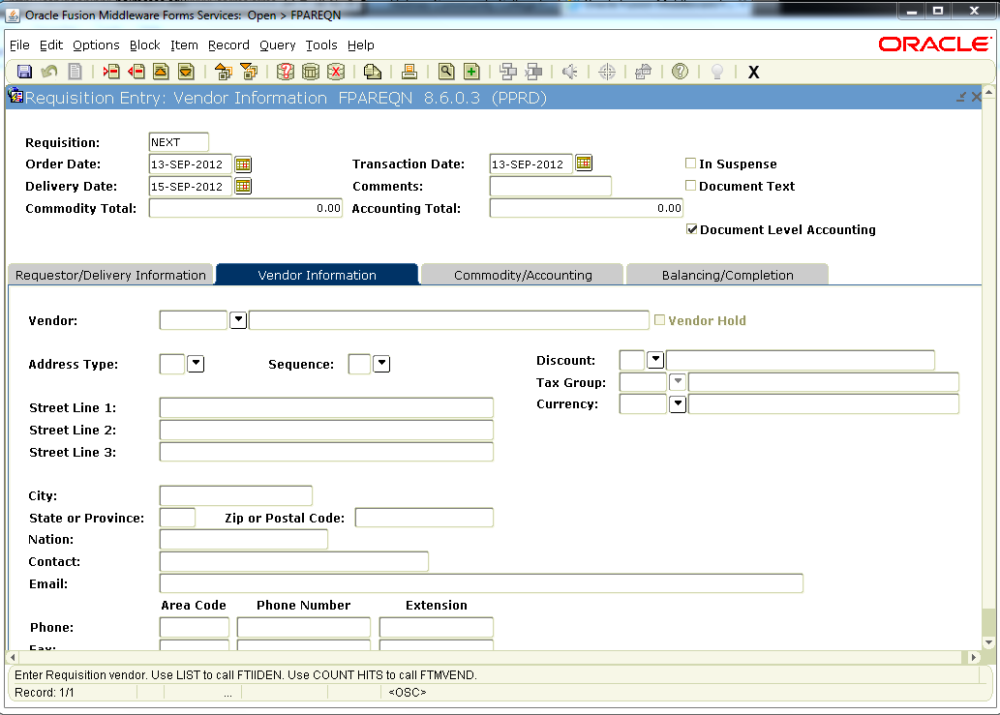 Oracle Fusion Middleware Forms Services: Open > FPAREQN
File Edit Options Block Item Record Query Tools Help
ORACLE
Requisition Entry: Vendor Information FPAREQN 8.6.0.3 (PPRD)
Requisition: NEXT
Order Date: 13-SEP-2012 Transaction Date: 13-SEP-2012 In Suspense
Delivery Date: 15-SEP-2012 Comments: Document Text
Commodity Total: 0.00 Accounting Total: 0.00
Document Level Accounting
Requestor/Delivery Information Vendor Information Commodity/Accounting Balancing/Completion
Vendor: Vendor Hold
Address Type: Sequence: Discount:
Tax Group:
Street Line 1: Currency:
Street Line 2:
Street Line 3:
City:
State or Province: Zip or Postal Code:
Nation:
Contact:
Email:
Area Code Phone Number Extension
Phone:
Fax:
Enter Requisition vendor. Use LIST to call FTIIDEN. Use COUNT HITS to call FTMVEND.
Record: 1/1 ... <OSC>